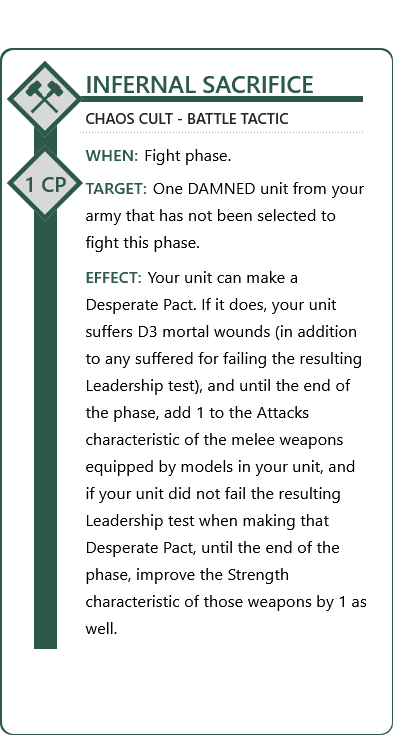 INFERNAL SACRIFICE
CHAOS CULT - BATTLE TACTIC
WHEN: Fight phase.
1 CP
TARGET: One DAMNED unit from your
army that has not been selected to
fight this phase.
EFFECT: Your unit can make a
Desperate Pact. If it does, your unit
suffers D3 mortal wounds (in addition
to any suffered for failing the resulting
Leadership test), and until the end of
the phase, add 1 to the Attacks
characteristic of the melee weapons
equipped by models in your unit, and
if your unit did not fail the resulting
Leadership test when making that
Desperate Pact, until the end of the
phase, improve the Strength
characteristic of those weapons by 1 as
well.